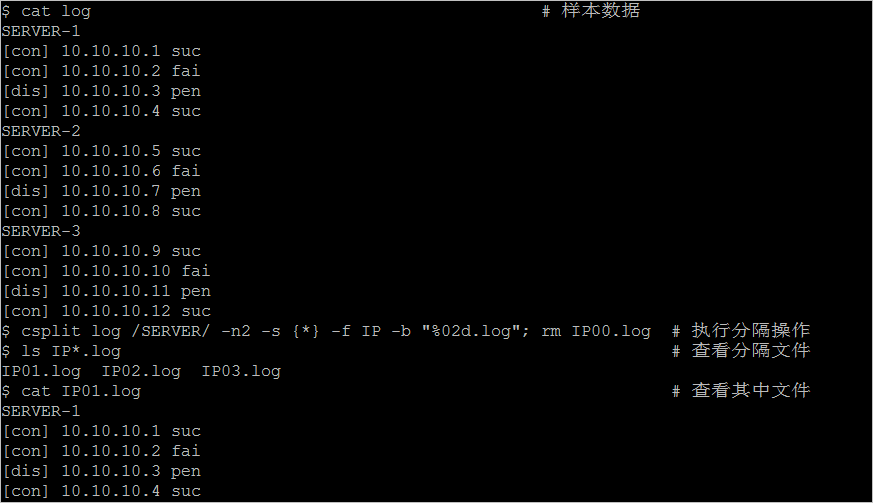 $ cat log # 样本数据
SERVER-1
[con] 10.10.10.1 suc
[con] 10.10.10.2 fai
[dis] 10.10.10.3 pen
[con] 10.10.10.4 suc
SERVER-2
[con] 10.10.10.5 suc
[con] 10.10.10.6 fai
[dis] 10.10.10.7 pen
[con] 10.10.10.8 suc
SERVER-3
[con] 10.10.10.9 suc
[con] 10.10.10.10 fai
[dis] 10.10.10.11 pen
[con] 10.10.10.12 suc
$ csplit log /SERVER/ -n2 -s {*} -f IP -b "%02d.log"; rm IP00.log # 执行分隔操作
$ ls IP*.log # 查看分隔文件
IP01.log IP02.log IP03.log
$ cat IP01.log # 查看其中文件
SERVER-1
[con] 10.10.10.1 suc
[con] 10.10.10.2 fai
[dis] 10.10.10.3 pen
[con] 10.10.10.4 suc